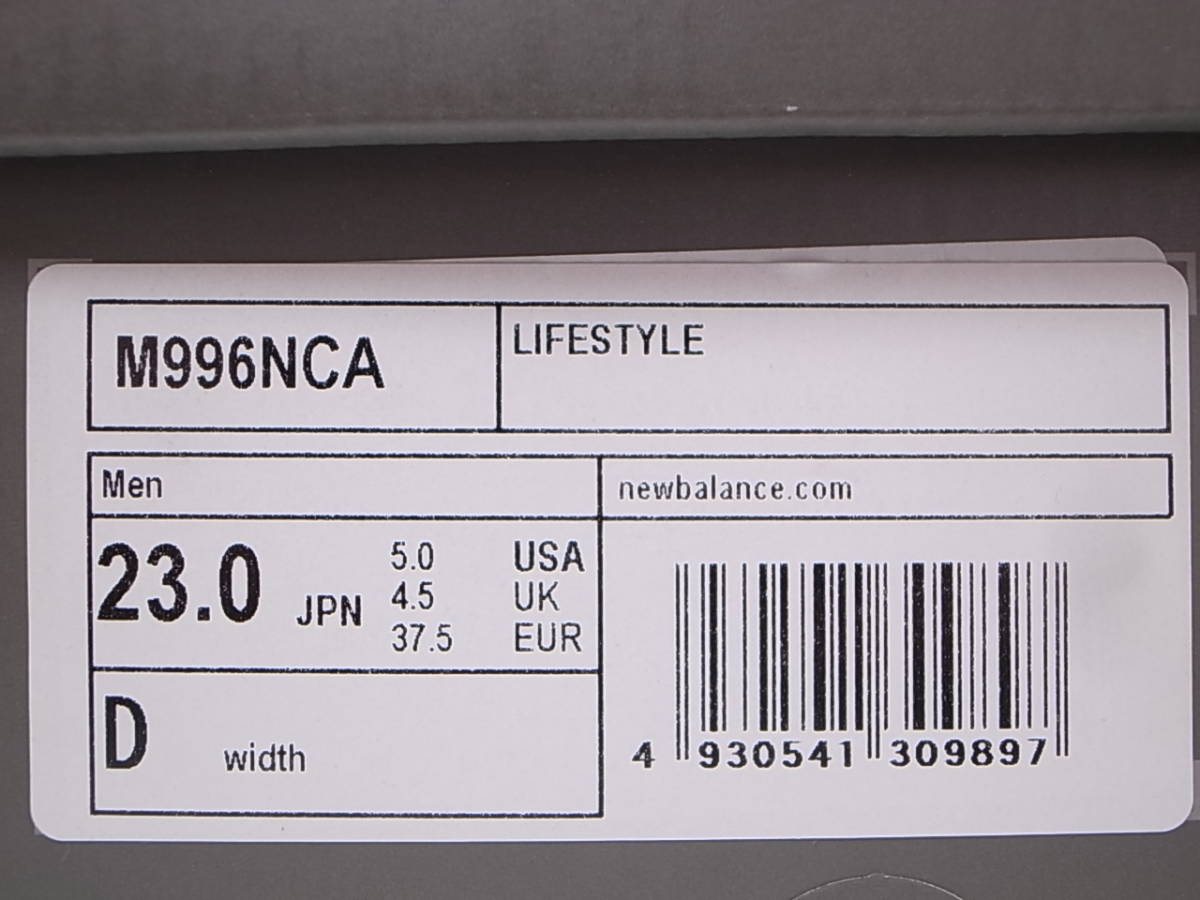 M996NCA
LIFESTYLE
Men
newbalance.com
23.0 JPN
5.0 USA
4.5 UK
37.5 EUR
D width
4 930541 309897